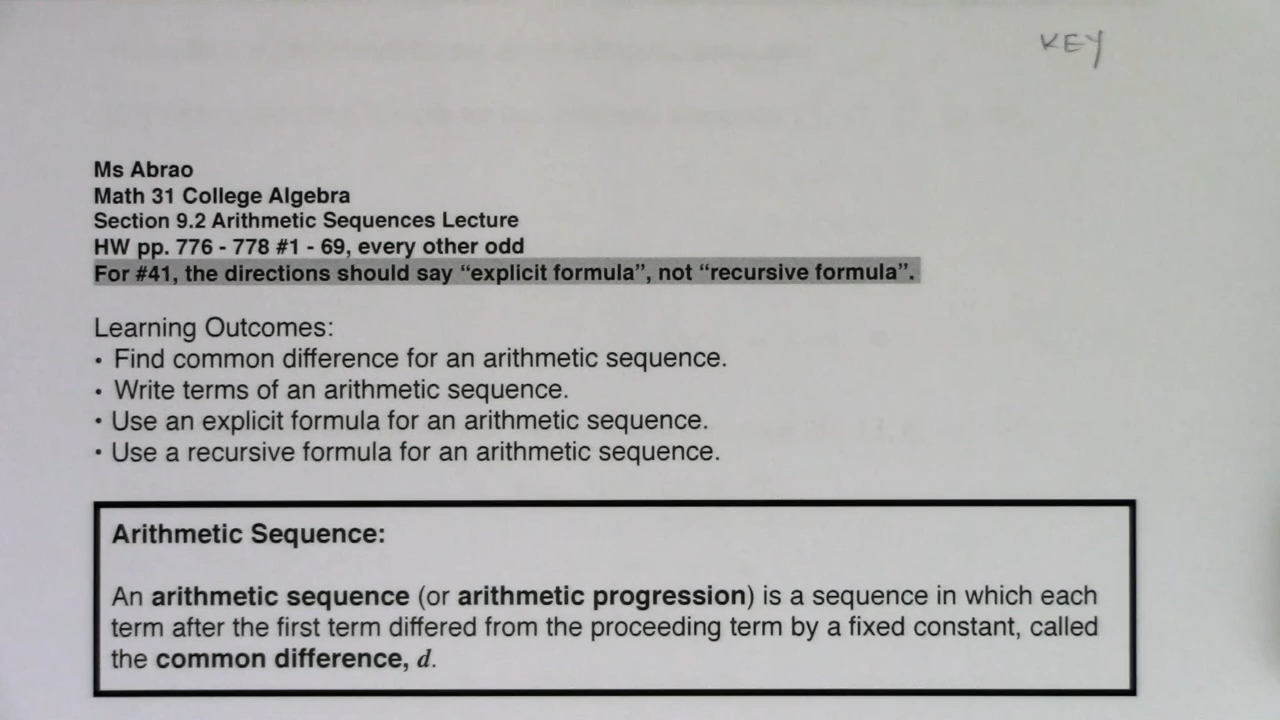 KEY
Ms Abrao
Math 31 College Algebra
Section 9.2 Arithmetic Sequences Lecture
HW pp. 776 - 778 #1 - 69, every other odd
For #41, the directions should say “explicit formula”, not “recursive formula”.
Learning Outcomes:
• Find common difference for an arithmetic sequence.
• Write terms of an arithmetic sequence.
• Use an explicit formula for an arithmetic sequence.
• Use a recursive formula for an arithmetic sequence.
Arithmetic Sequence:
An arithmetic sequence (or arithmetic progression) is a sequence in which each
term after the first term differed from the proceeding term by a fixed constant, called
the common difference, d.